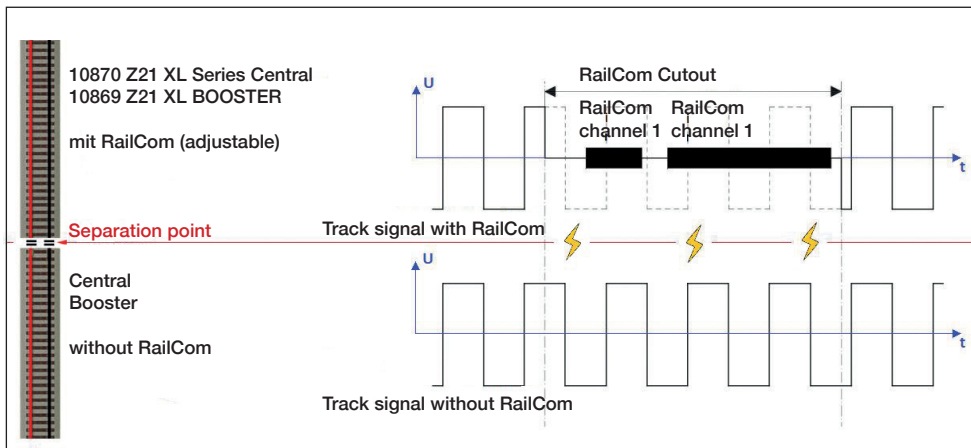 10870 Z21 XL Series Central
10869 Z21 XL BOOSTER
mit RailCom (adjustable)
Separation point
Central
Booster
without RailCom
RailCom Cutout
U
RailCom
channel 1
RailCom
channel 1
t
Track signal with RailCom
U
t
Track signal without RailCom